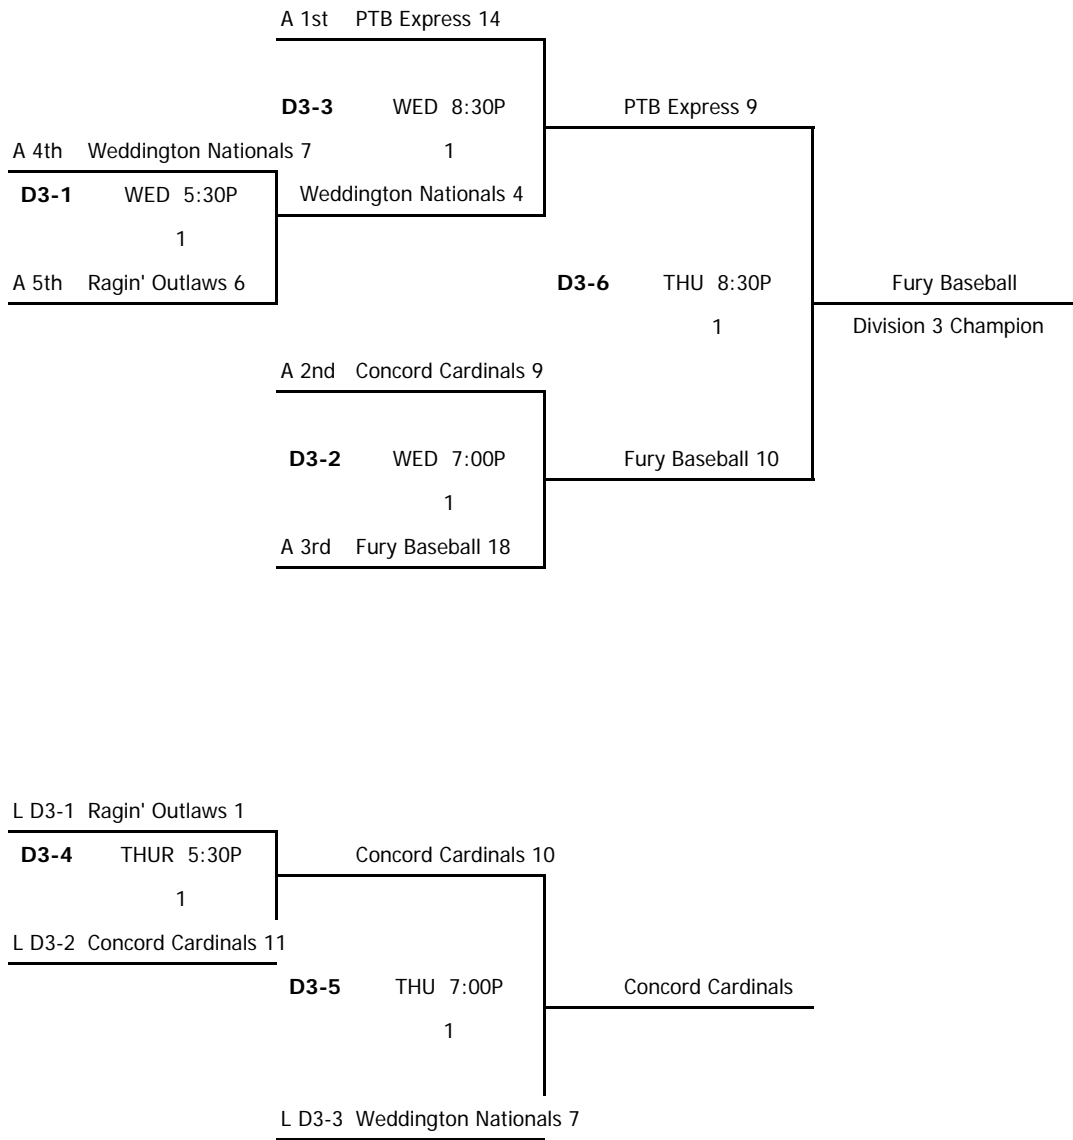 A 1st PTB Express 14
D3-3 WED 8:30P PTB Express 9
A 4th Weddington Nationals 7 1
D3-1 WED 5:30P Weddington Nationals 4
1
A 5th Ragin' Outlaws 6 D3-6 THU 8:30P Fury Baseball
1 Division 3 Champion
A 2nd Concord Cardinals 9
D3-2 WED 7:00P Fury Baseball 10
1
A 3rd Fury Baseball 18
L D3-1 Ragin' Outlaws 1
D3-4 THUR 5:30P Concord Cardinals 10
1
L D3-2 Concord Cardinals 11
D3-5 THU 7:00P Concord Cardinals
1
L D3-3 Weddington Nationals 7